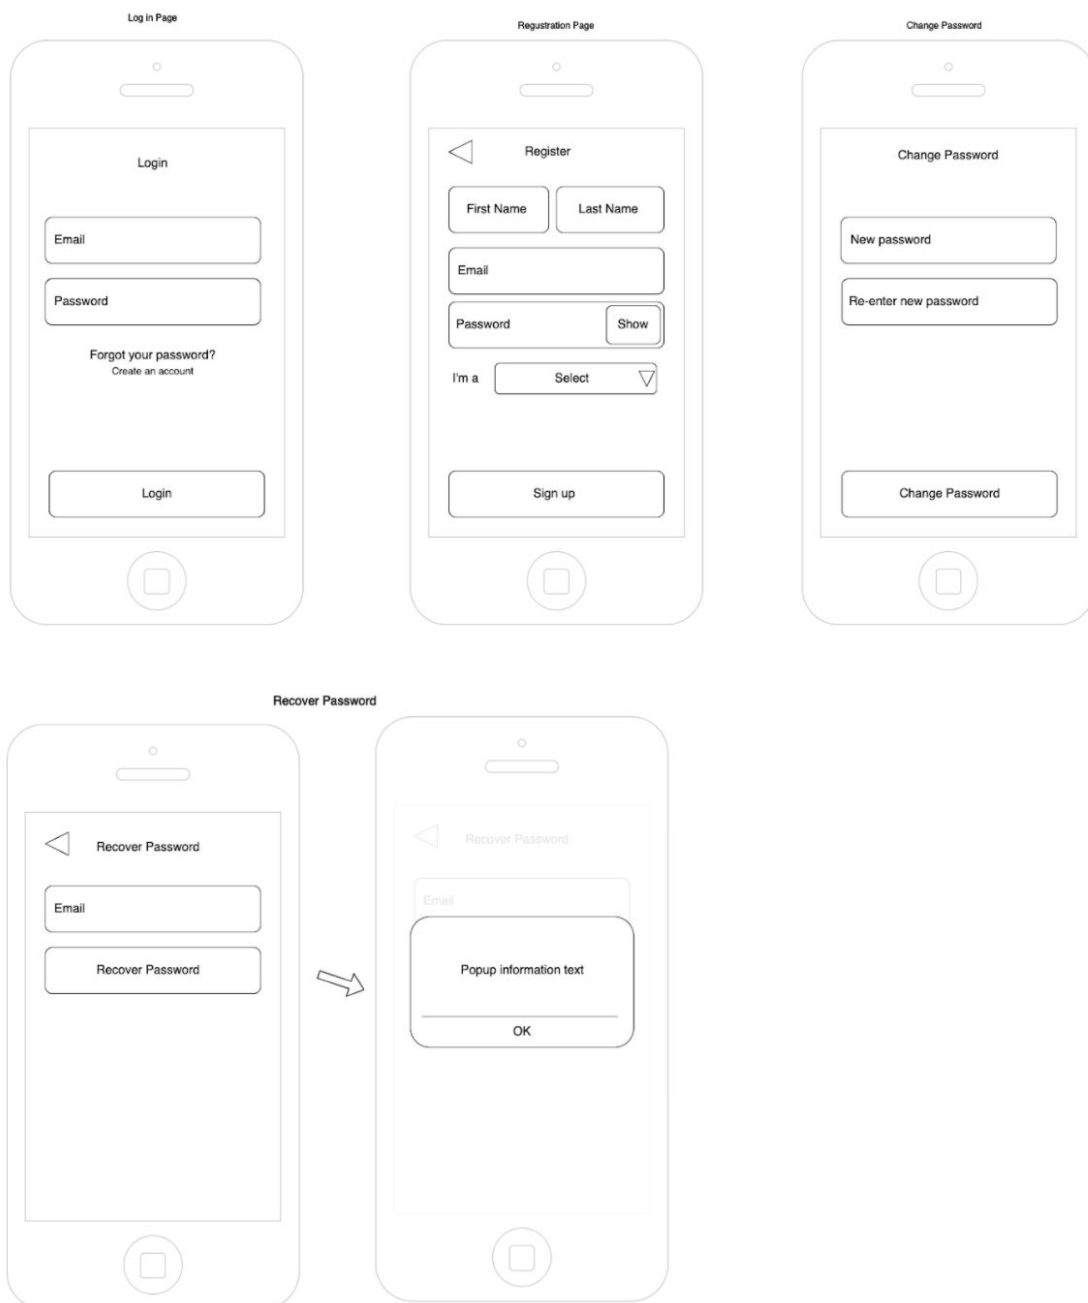 Log in Page
Login
Email
Password
Forgot your password?
Create an account
Login
Regustration Page
Register
First Name
Last Name
Email
Password
Show
I'm a
Select
Sign up
Change Password
Change Password
New password
Re-enter new password
Change Password
Recover Password
Recover Password
Email
Recover Password
Recover Password
Email
Popup information text
OK